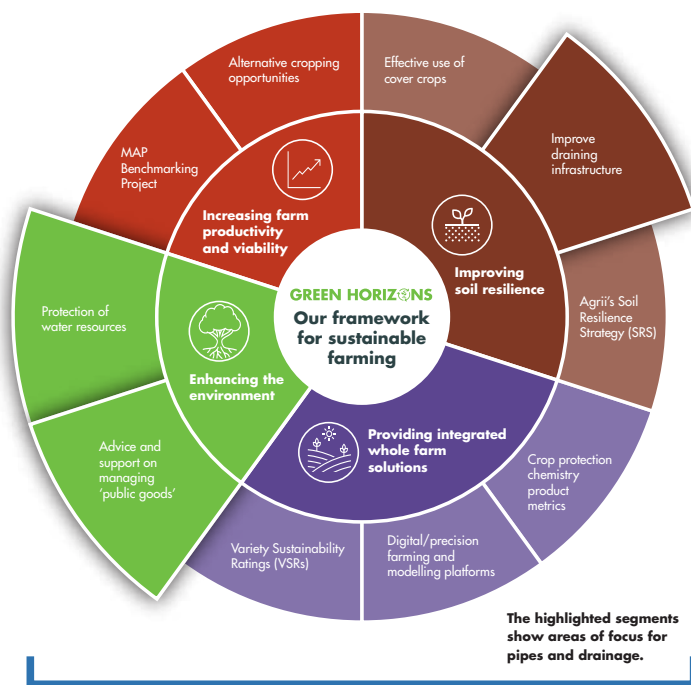 Alternative cropping
opportunities
Effective use of
cover crops
Improve
draining
infrastructure
MAP
Benchmarking
Project
Increasing farm
productivity
and viability
Improving
soil resilience
GREEN HORIZONS
Our framework
for sustainable
farming
Protection of
water resources
Agrii's Soil
Resilience
Strategy (SRS)
Enhancing the
environment
Providing integrated
whole farm
solutions
Advice and
support on
managing
'public goods'
Crop protection
chemistry
product
metrics
Variety Sustainability
Ratings (VSRs)
Digital/precision
farming and
modelling platforms
The highlighted segments
show areas of focus for
pipes and drainage.